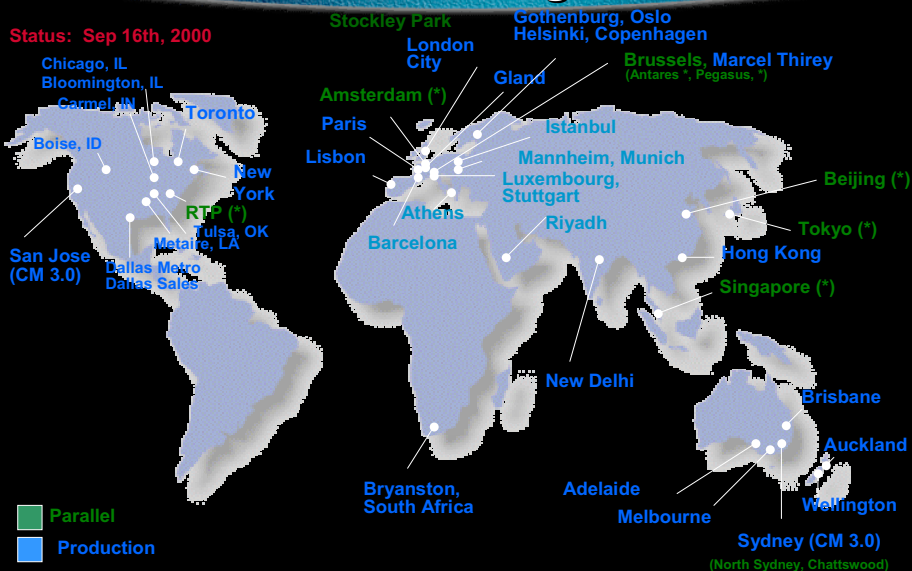 Stockley Park
Gothenburg, Oslo
Helsinki, Copenhagen
Status: Sep 16th, 2000
London
City
Brussels, Marcel Thirey
(Antares *, Pegasus, *)
Chicago, IL
Bloomington, IL
Carmel, IN
Gland
Amsterdam (*)
Toronto
Paris
Istanbul
Boise, ID
Lisbon
Mannheim, Munich
New
York
Luxembourg,
Stuttgart
Beijing (*)
RTP (*)
Athens
Riyadh
Tulsa, OK
Metaire, LA
Barcelona
Tokyo (*)
San Jose
(CM 3.0)
Dallas Metro
Dallas Sales
Hong Kong
Singapore (*)
New Delhi
Brisbane
Auckland
Bryanston,
South Africa
Adelaide
Melbourne
Wellington
Parallel
Production
Sydney (CM 3.0)
(North Sydney, Chattswood)